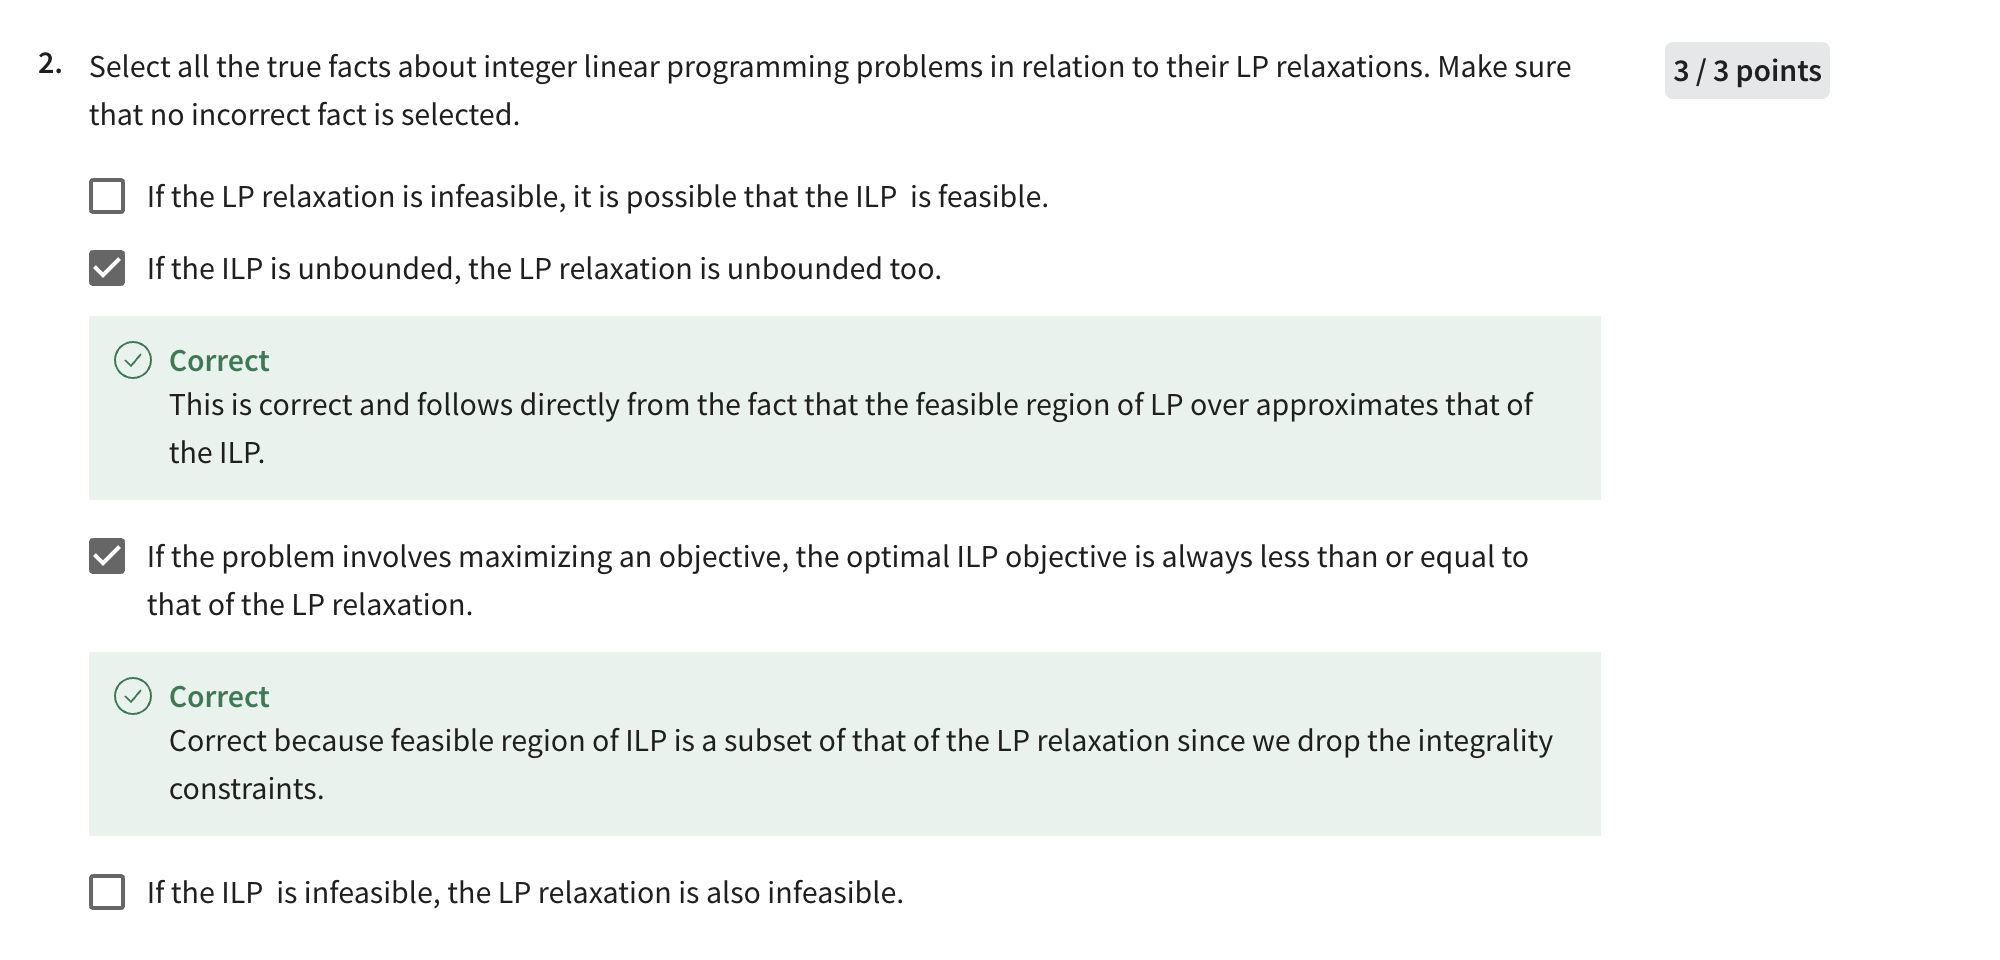 2. Select all the true facts about integer linear programming problems in relation to their LP relaxations. Make sure
that no incorrect fact is selected.
3 / 3 points
If the LP relaxation is infeasible, it is possible that the ILP  is feasible.
If the ILP is unbounded, the LP relaxation is unbounded too.
Correct
This is correct and follows directly from the fact that the feasible region of LP over approximates that of
the ILP.
If the problem involves maximizing an objective, the optimal ILP objective is always less than or equal to
that of the LP relaxation.
Correct
Correct because feasible region of ILP is a subset of that of the LP relaxation since we drop the integrality
constraints.
If the ILP  is infeasible, the LP relaxation is also infeasible.